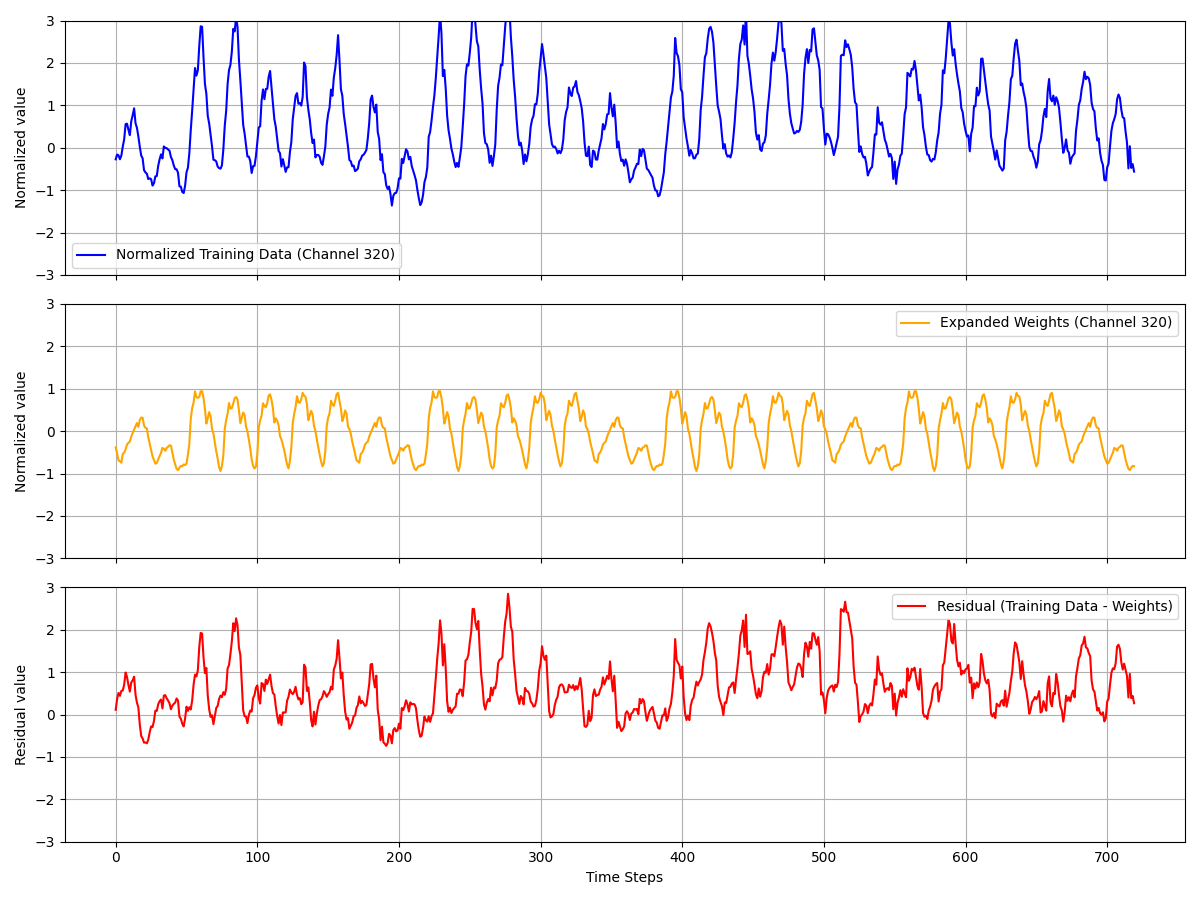 3
2
1
0
−1
−2
−3
Normalized value
Normalized Training Data (Channel 320)
3
2
1
0
−1
−2
−3
Normalized value
Expanded Weights (Channel 320)
3
2
1
0
−1
−2
−3
Residual value
Residual (Training Data - Weights)
0 100 200 300 400 500 600 700
Time Steps